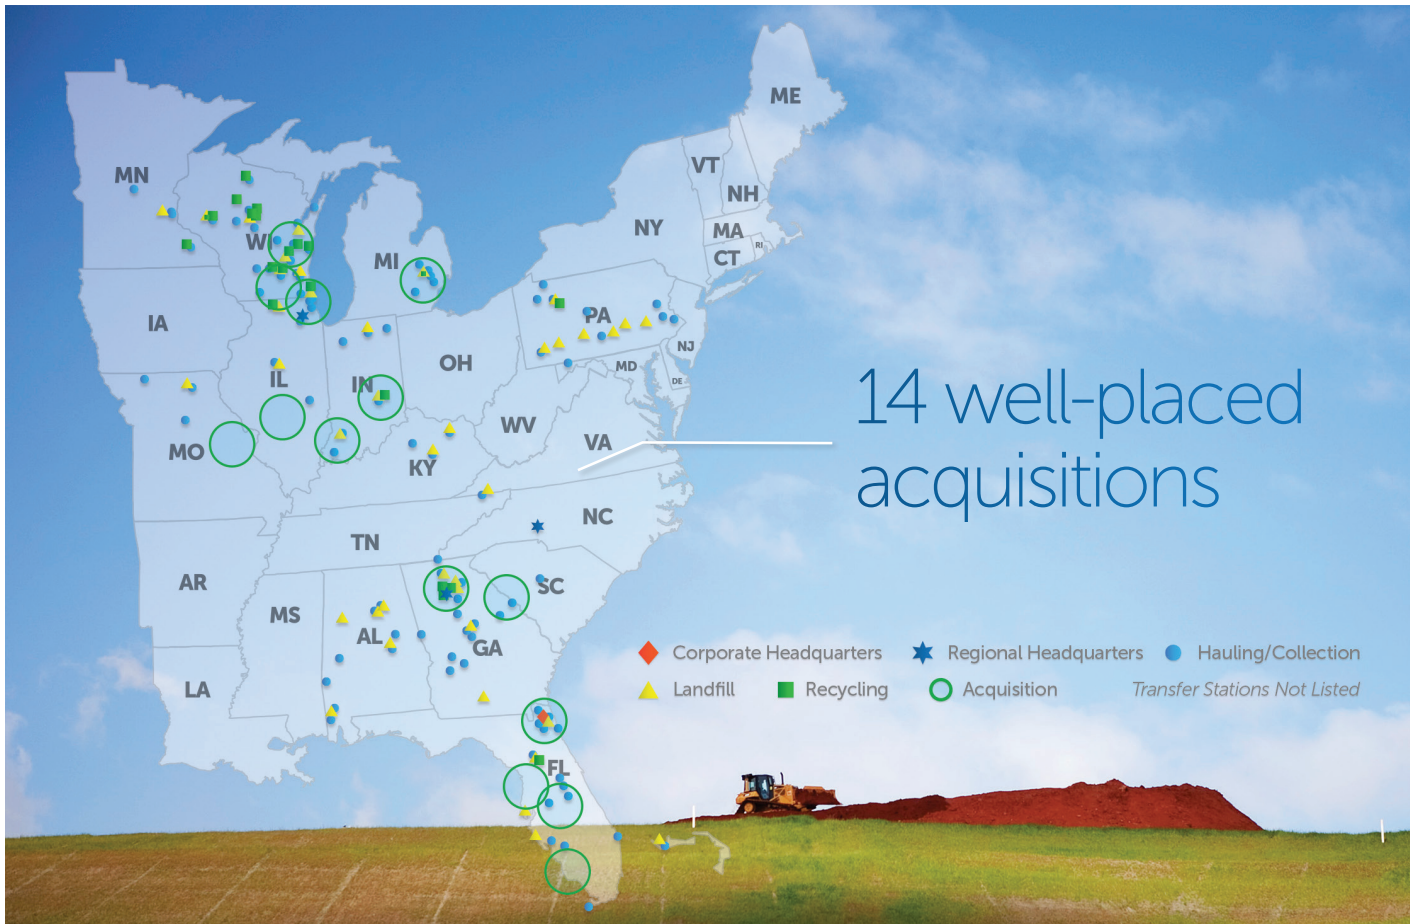 ME
MN
VT
NH
NY
MA
RI
WI
CT
MI
IA
PA
NJ
OH
MD
IL
DE
IN
14 well-placed
acquisitions
WV
VA
MO
KY
NC
TN
AR
SC
MS
AL
GA
LA
FL
Corporate Headquarters
Regional Headquarters
Hauling/Collection
Landfill
Recycling
Acquisition
Transfer Stations Not Listed